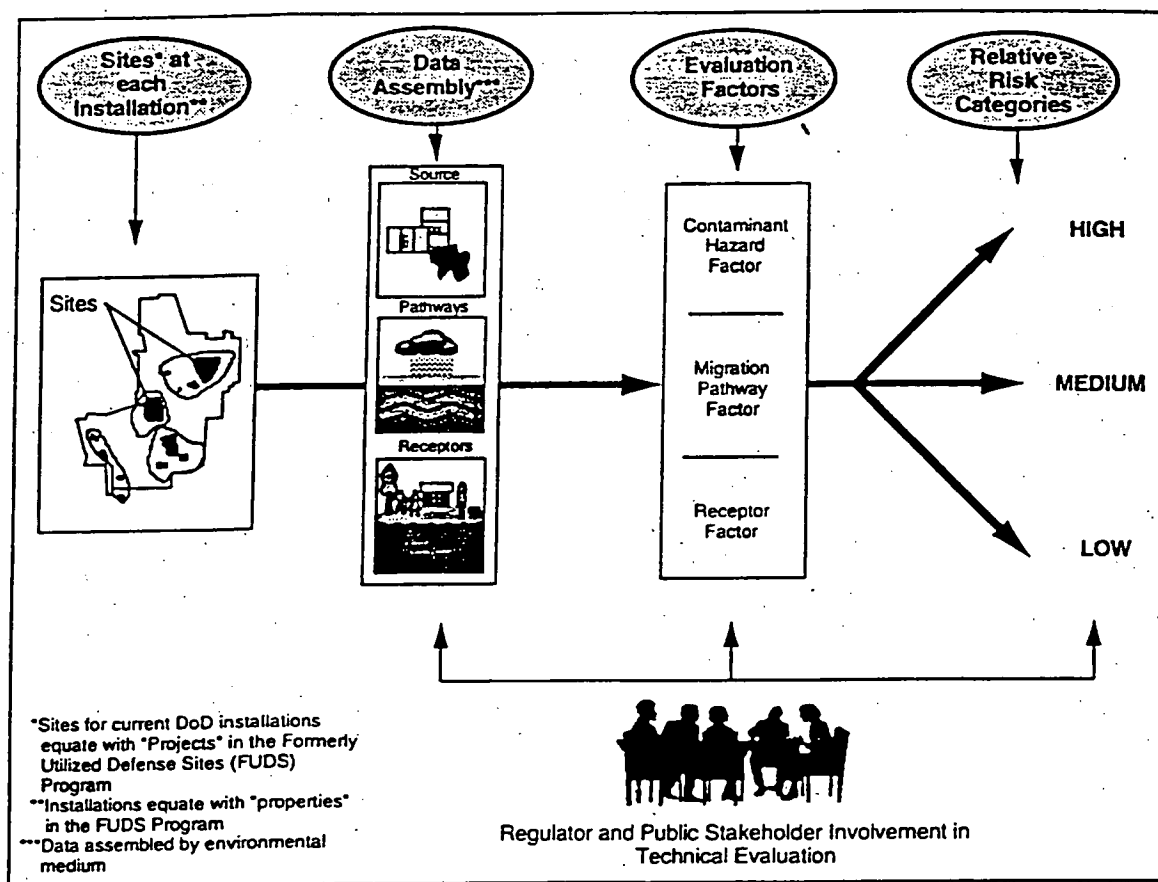 Sites* at
each
Installation**
Data
Assembly***
Evaluation
Factors
Relative
Risk
Categories
Source
Pathways
Receptors
Sites
Contaminant
Hazard
Factor
Migration
Pathway
Factor
Receptor
Factor
HIGH
MEDIUM
LOW
*Sites for current DoD installations
equate with "Projects" in the Formerly
Utilized Defense Sites (FUDS)
Program
**Installations equate with "properties"
in the FUDS Program
***Data assembled by environmental
medium
Regulator and Public Stakeholder Involvement in
Technical Evaluation